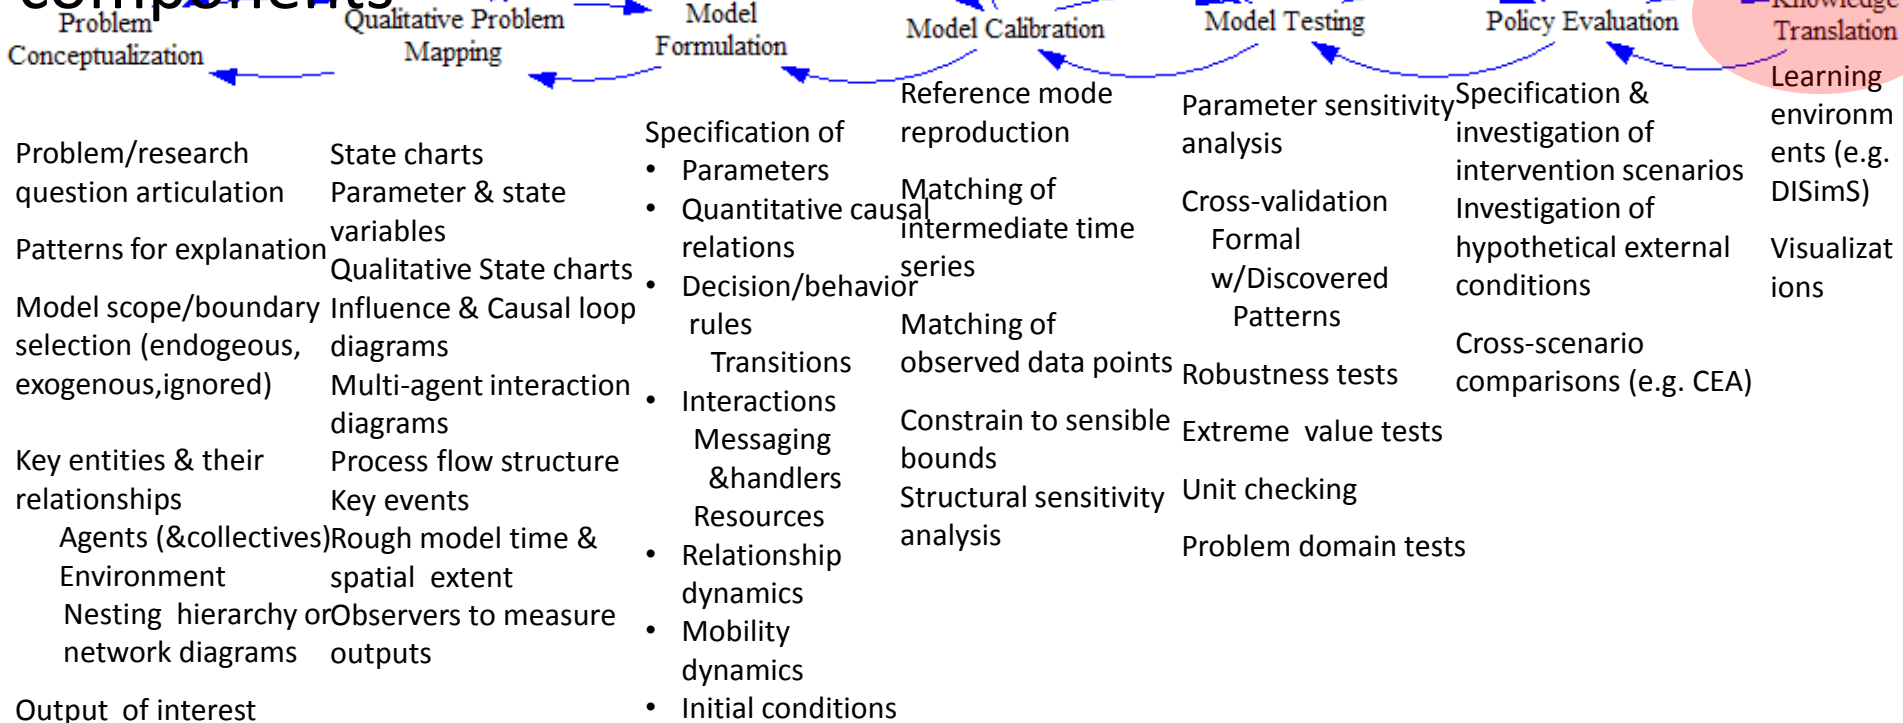 components
Problem
Conceptualization
Qualitative Problem
Mapping
Model
Formulation
Model Calibration
Model Testing
Policy Evaluation
Knowledge
Translation
Problem/research
question articulation
Patterns for explanation
Model scope/boundary
selection (endogeous,
exogenous,ignored)
Key entities & their
relationships
Agents (&collectives)
Environment
Nesting hierarchy or
network diagrams
Output of interest
State charts
Parameter & state
variables
Qualitative State charts
Influence & Causal loop
diagrams
Multi-agent interaction
diagrams
Process flow structure
Key events
Rough model time &
spatial extent
Observers to measure
outputs
Specification of
• Parameters
• Quantitative causal
relations
• Decision/behavior
rules
Transitions
• Interactions
Messaging
&handlers
Resources
• Relationship
dynamics
• Mobility
dynamics
• Initial conditions
Reference mode
reproduction
Matching of
intermediate time
series
Matching of
observed data points
Constrain to sensible
bounds
Structural sensitivity
analysis
Parameter sensitivity
analysis
Cross-validation
Formal
w/Discovered
Patterns
Robustness tests
Extreme value tests
Unit checking
Problem domain tests
Specification &
investigation of
intervention scenarios
Investigation of
hypothetical external
conditions
Cross-scenario
comparisons (e.g. CEA)
Learning
environm
ents (e.g.
DISimS)
Visualizat
ions